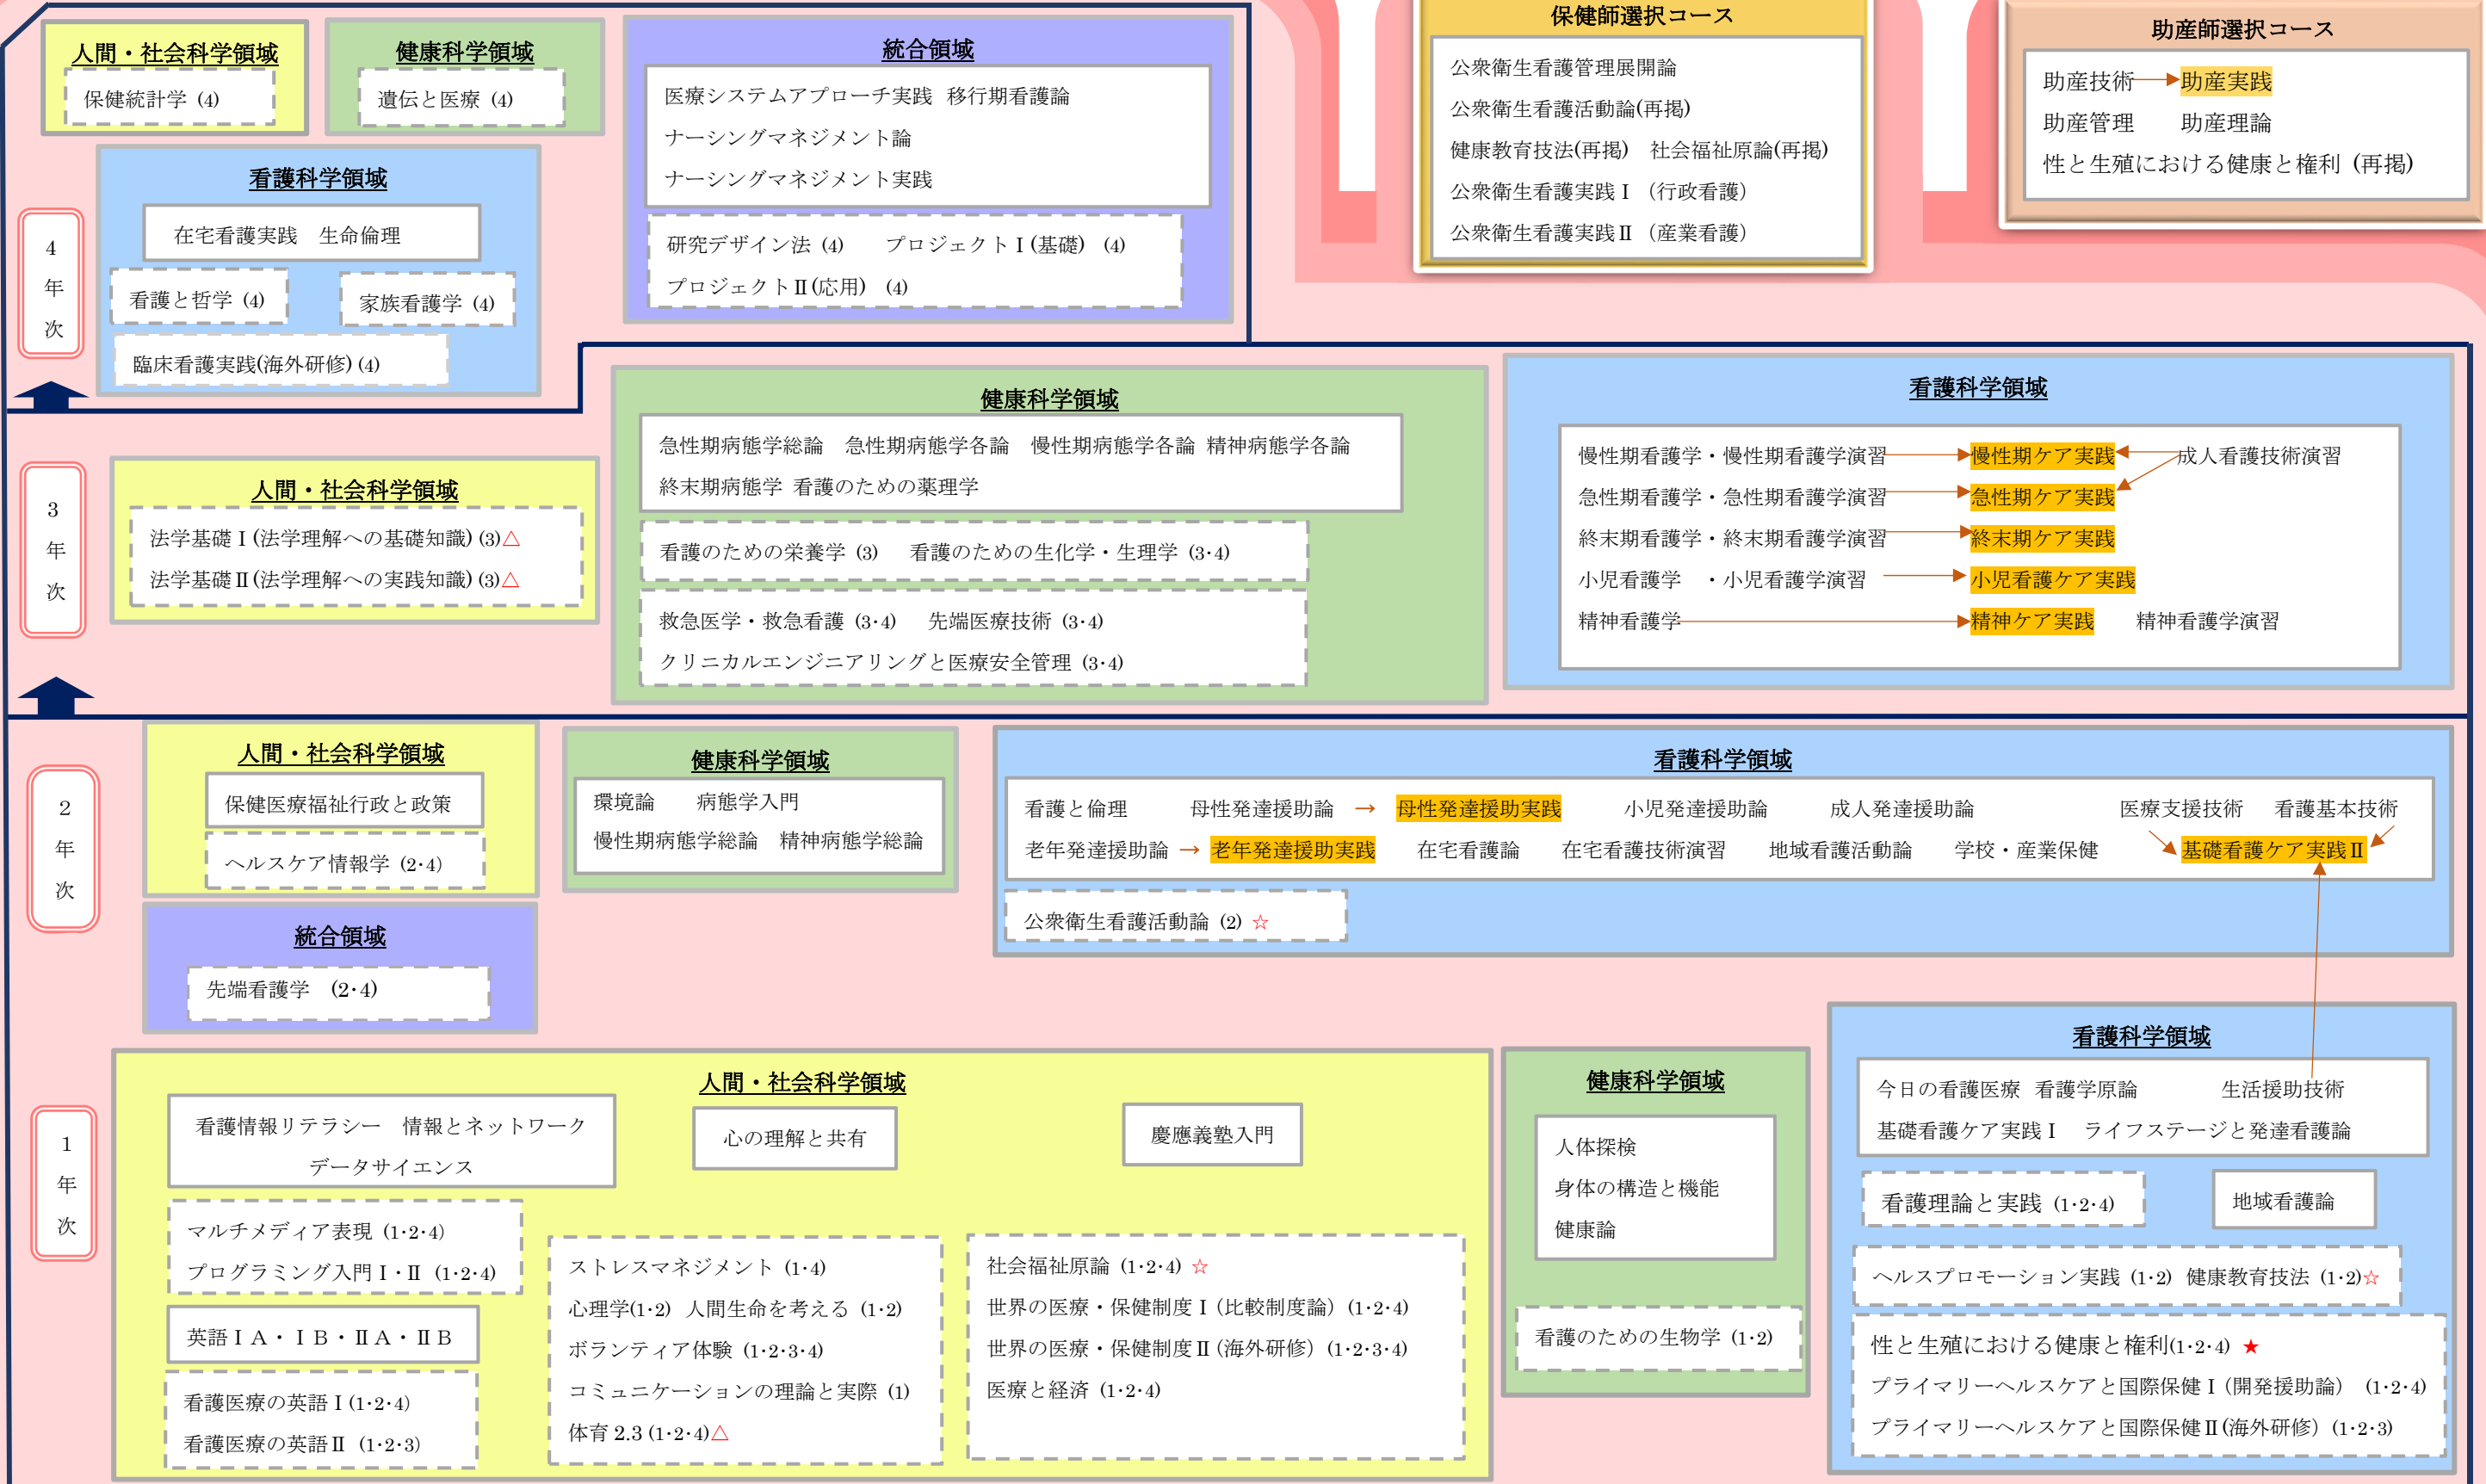 人間・社会科学領域
保健統計学 (4)
健康科学領域
遺伝と医療 (4)
統合領域
医療システムアプローチ実践 移行期看護論
ナーシングマネジメント論
ナーシングマネジメント実践
研究デザイン法 (4) プロジェクトⅠ(基礎) (4)
プロジェクトⅡ(応用) (4)
保健師選択コース
公衆衛生看護管理展開論
公衆衛生看護活動論(再掲)
健康教育技法(再掲) 社会福祉原論(再掲)
公衆衛生看護実践Ⅰ (行政看護)
公衆衛生看護実践Ⅱ (産業看護)
助産師選択コース
助産技術→助産実践
助産管理 助産理論
性と生殖における健康と権利 (再掲)
4年次
看護科学領域
在宅看護実践 生命倫理
看護と哲学 (4) 家族看護学 (4)
臨床看護実践(海外研修) (4)
3年次
人間・社会科学領域
法学基礎Ⅰ(法学理解への基礎知識) (3)△
法学基礎Ⅱ(法学理解への実践知識) (3)△
健康科学領域
急性期病態学総論 急性期病態学各論 慢性期病態学各論 精神病態学各論
終末期病態学 看護のための薬理学
看護のための栄養学 (3) 看護のための生化学・生理学 (3・4)
救急医学・救急看護 (3・4) 先端医療技術 (3・4)
クリニカルエンジニアリングと医療安全管理 (3・4)
看護科学領域
慢性期看護学・慢性期看護学演習 慢性期ケア実践 成人看護技術演習
急性期看護学・急性期看護学演習 急性期ケア実践
終末期看護学・終末期看護学演習 終末期ケア実践
小児看護学 ・小児看護学演習 小児看護ケア実践
精神看護学 精神ケア実践 精神看護学演習
2年次
人間・社会科学領域
保健医療福祉行政と政策
ヘルスケア情報学 (2・4)
統合領域
先端看護学 (2・4)
健康科学領域
環境論 病態学入門
慢性期病態学総論 精神病態学総論
看護科学領域
看護と倫理 母性発達援助論 → 母性発達援助実践 小児発達援助論 成人発達援助論 医療支援技術 看護基本技術
老年発達援助論 → 老年発達援助実践 在宅看護論 在宅看護技術演習 地域看護活動論 学校・産業保健 基礎看護ケア実践Ⅱ
公衆衛生看護活動論 (2) ☆
1年次
人間・社会科学領域
看護情報リテラシー 情報とネットワーク
データサイエンス
心の理解と共有
慶應義塾入門
マルチメディア表現 (1・2・4)
プログラミング入門Ⅰ・Ⅱ (1・2・4)
英語ⅠA・ⅠB・ⅡA・ⅡB
看護医療の英語Ⅰ(1・2・4)
看護医療の英語Ⅱ (1・2・3)
ストレスマネジメント (1・4)
心理学(1・2) 人間生命を考える (1・2)
ボランティア体験 (1・2・3・4)
コミュニケーションの理論と実際 (1)
体育 2.3 (1・2・4)△
社会福祉原論 (1・2・4) ☆
世界の医療・保健制度Ⅰ(比較制度論) (1・2・4)
世界の医療・保健制度Ⅱ(海外研修) (1・2・3・4)
医療と経済 (1・2・4)
健康科学領域
人体探検
身体の構造と機能
健康論
看護のための生物学 (1・2)
看護科学領域
今日の看護医療 看護学原論 生活援助技術
基礎看護ケア実践Ⅰ ライフステージと発達看護論
看護理論と実践 (1・2・4) 地域看護論
ヘルスプロモーション実践 (1・2) 健康教育技法 (1・2)☆
性と生殖における健康と権利(1・2・4) ★
プライマリーヘルスケアと国際保健Ⅰ(開発援助論) (1・2・4)
プライマリーヘルスケアと国際保健Ⅱ(海外研修) (1・2・3)